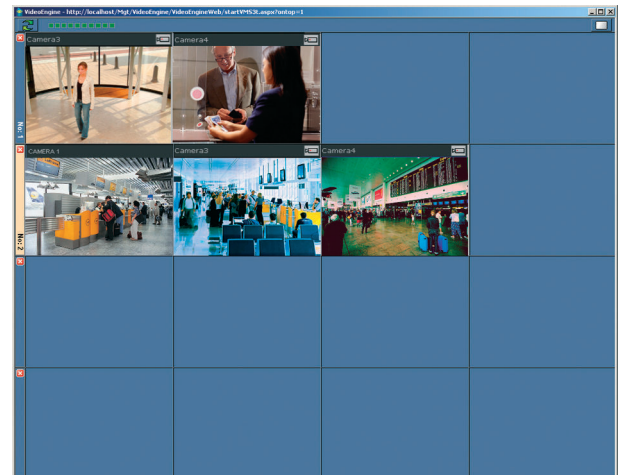 VideoEngine - http://localhost/Mgt/VideoEngine/VideoEngineWeb/startVMS3l.aspx?ontop=1
Camera3
Camera4
No: 1
CAMERA 1
Camera3
Camera4
No: 2